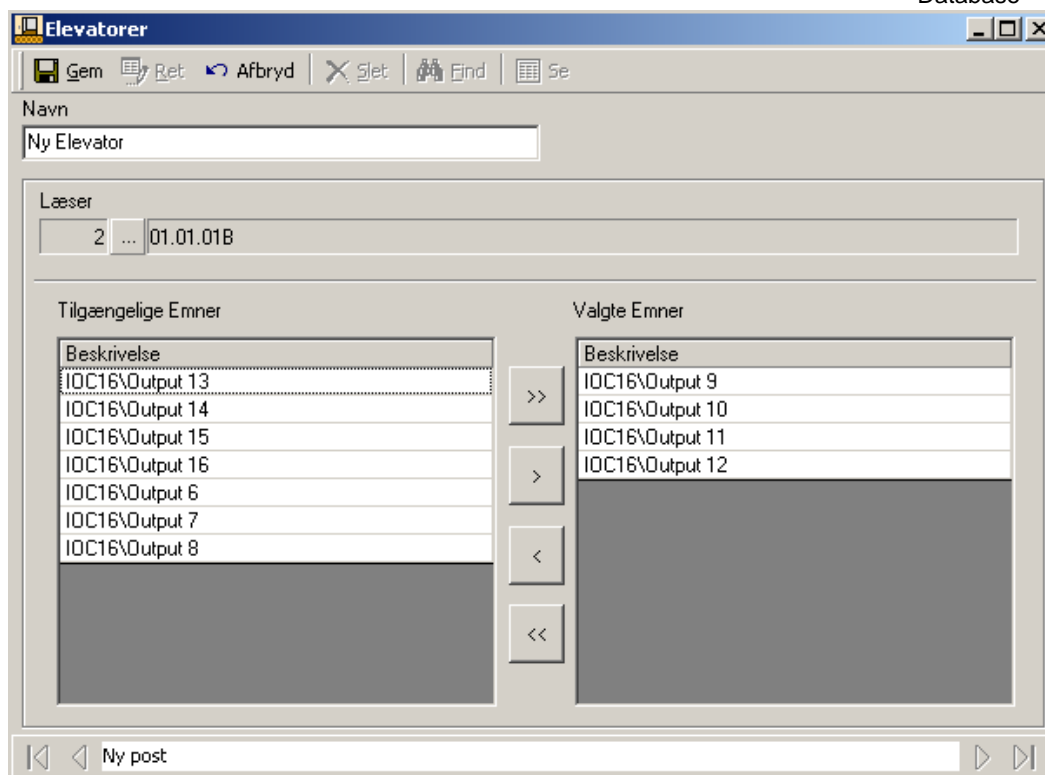 Database
Elevatorer
Gem Ret Afbryd Slet Find Se
Navn
Ny Elevator
Læser
2 ... 01.01.01B
Tilgængelige Emner
Valgte Emner
Beskrivelse
IOC16\Output 13
IOC16\Output 14
IOC16\Output 15
IOC16\Output 16
IOC16\Output 6
IOC16\Output 7
IOC16\Output 8
>>
>
<
<<
Beskrivelse
IOC16\Output 9
IOC16\Output 10
IOC16\Output 11
IOC16\Output 12
Ny post